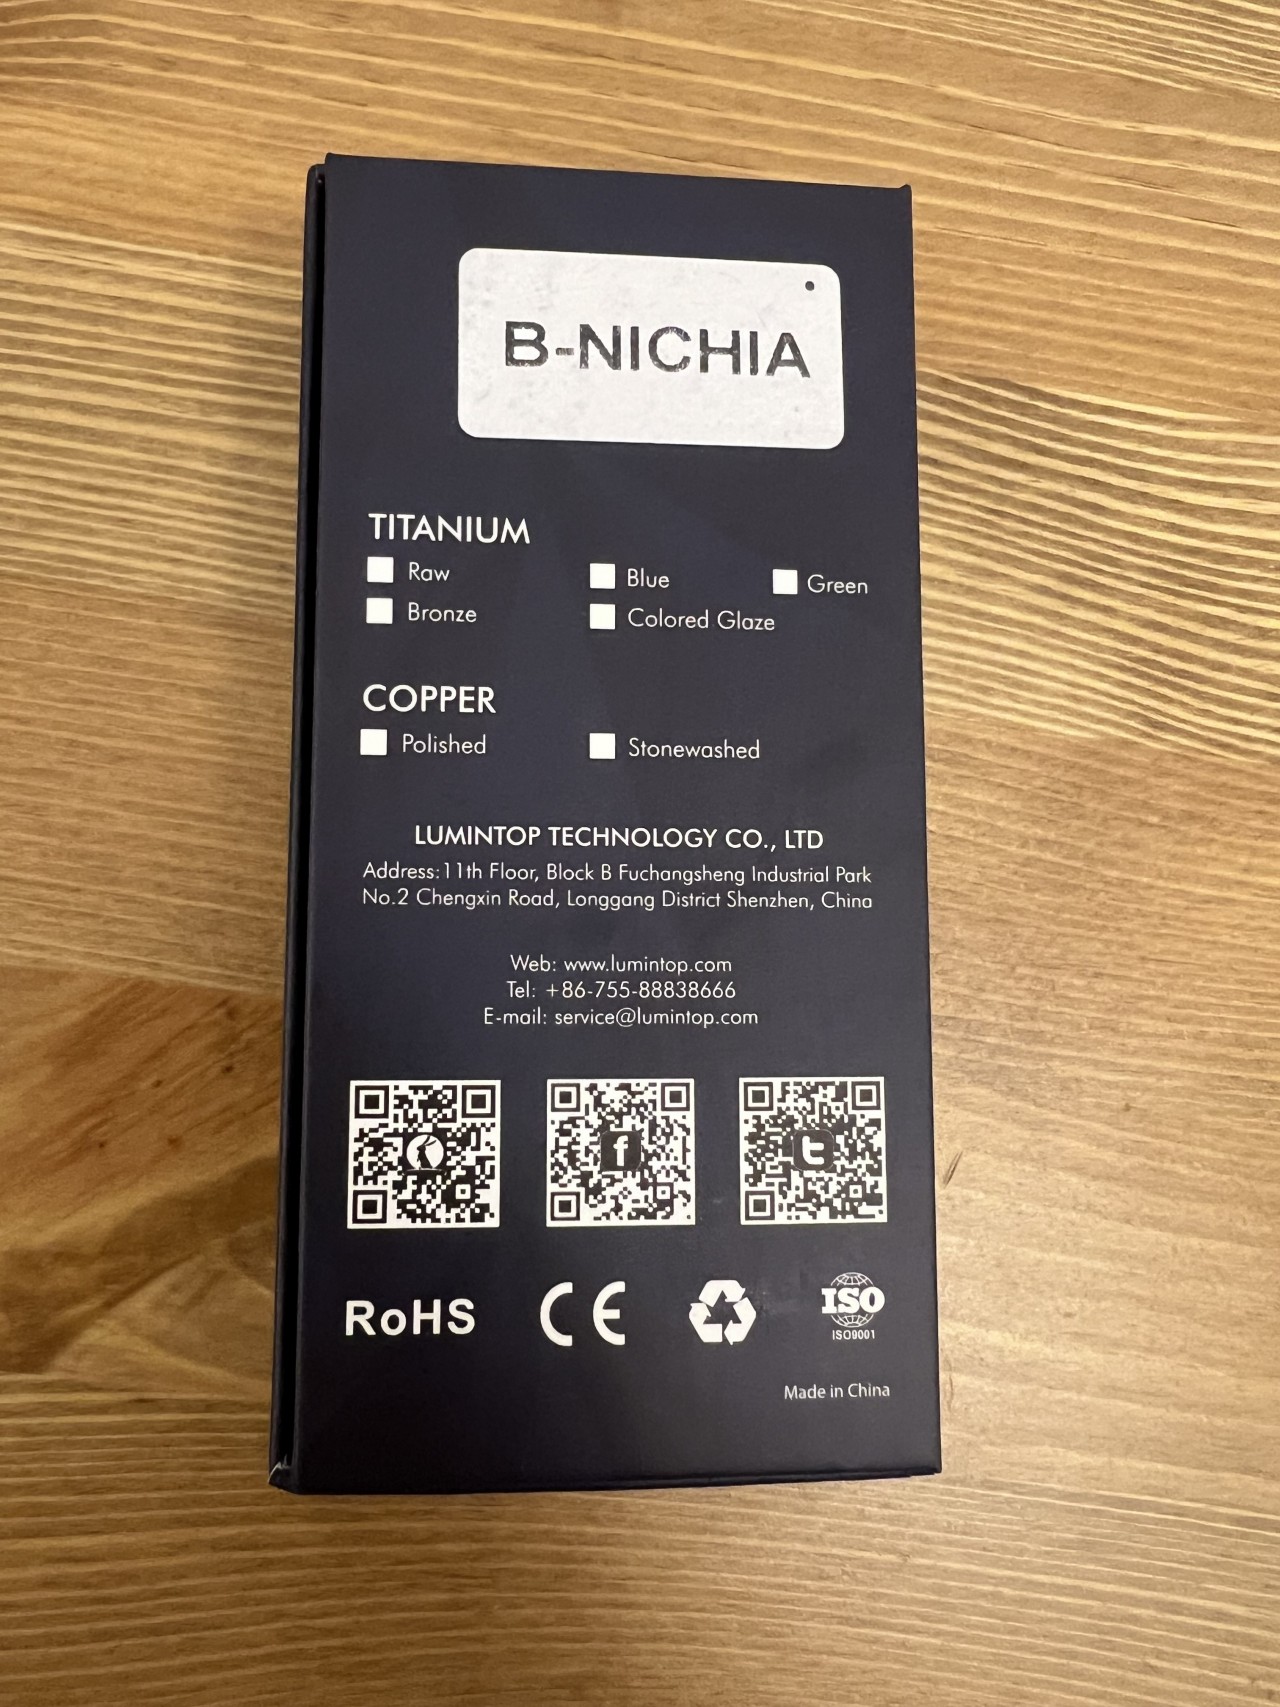 B-NICHIA
TITANIUM
Raw Blue Green
Bronze Colored Glaze
COPPER
Polished Stonewashed
LUMINTOP TECHNOLOGY CO., LTD
Address:11th Floor, Block B Fuchangsheng Industrial Park
No.2 Chengxin Road, Longgang District Shenzhen, China
Web: www.lumintop.com
Tel: +86-755-88838666
E-mail: service@lumintop.com
f t
RoHS CE ISO
ISO9001
Made in China